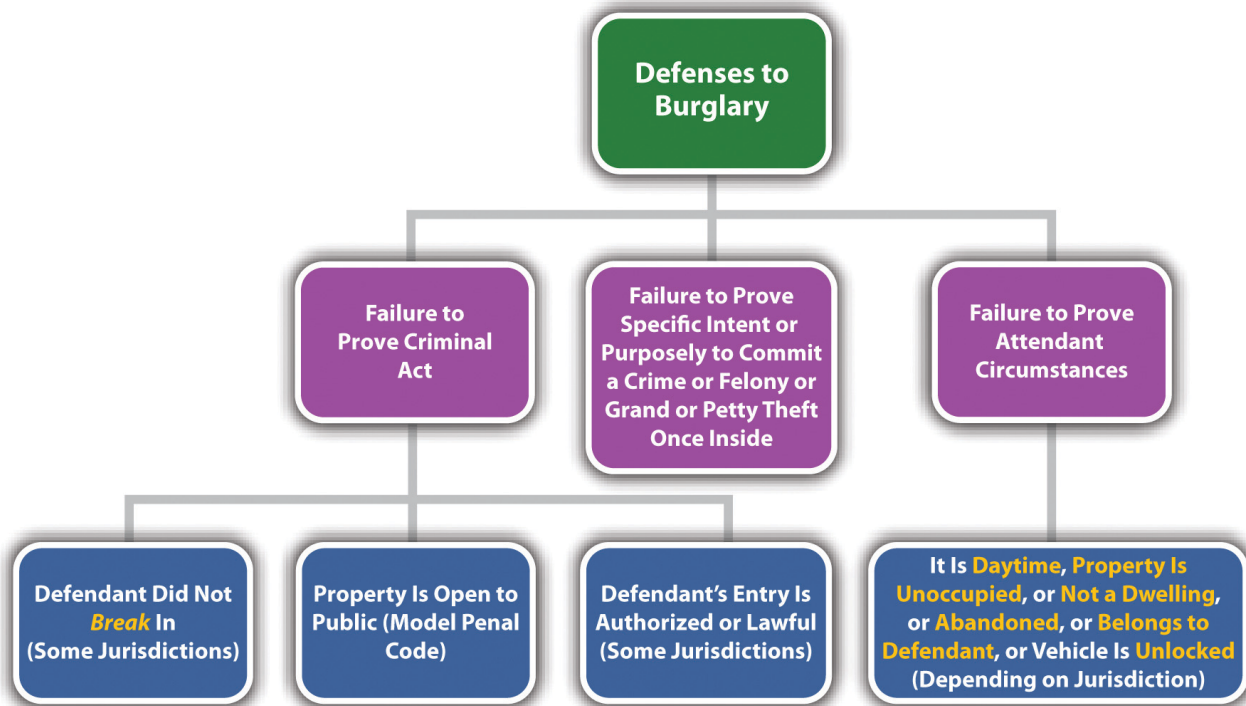 Defenses to
Burglary
Failure to
Prove Criminal
Act
Failure to Prove
Specific Intent or
Purposely to Commit
a Crime or Felony or
Grand or Petty Theft
Once Inside
Failure to Prove
Attendant
Circumstances
Defendant Did Not
Break In
(Some Jurisdictions)
Property Is Open to
Public (Model Penal
Code)
Defendant’s Entry Is
Authorized or Lawful
(Some Jurisdictions)
It Is Daytime, Property Is
Unoccupied, or Not a Dwelling,
or Abandoned, or Belongs to
Defendant, or Vehicle Is Unlocked
(Depending on Jurisdiction)